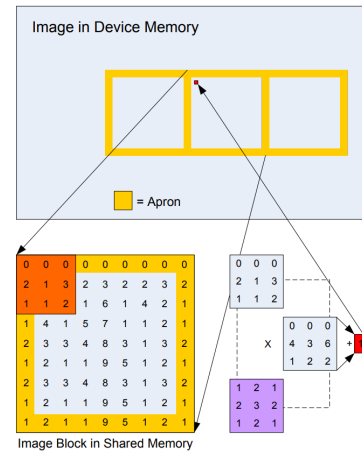 Image in Device Memory
= Apron
0 0 0 0 0 0 0 0 0
2 1 3 2 3 2 2 3 2
1 1 2 1 6 1 4 2 1
1 4 1 5 7 1 1 2 1
2 3 3 4 8 3 1 3 2
1 2 1 1 9 5 1 2 1
2 3 3 4 8 3 1 3 2
1 2 1 1 9 5 1 2 1
1 2 1 1 9 5 1 2 1
Image Block in Shared Memory
0 0 0
2 1 3
1 1 2
X
0 0 0
4 3 6
1 2 2
+
1 2 1
2 3 2
1 2 1